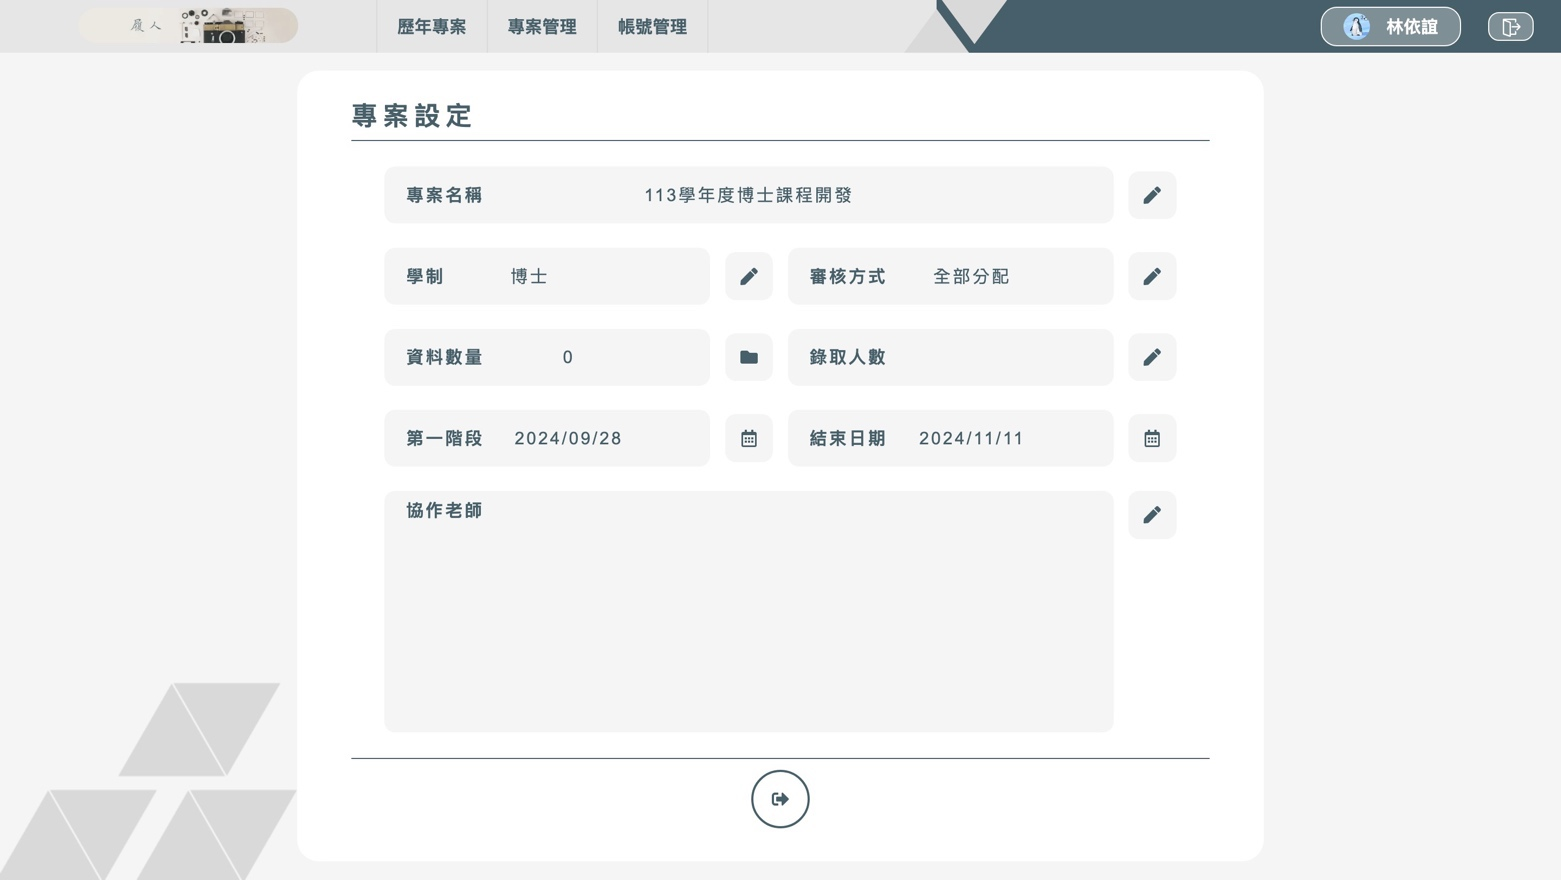 履人
歷年專案
專案管理
帳號管理
林依誼
專案設定
專案名稱 113學年度博士課程開發
學制 博士
審核方式 全部分配
資料數量 0
錄取人數
第一階段 2024/09/28
結束日期 2024/11/11
協作老師